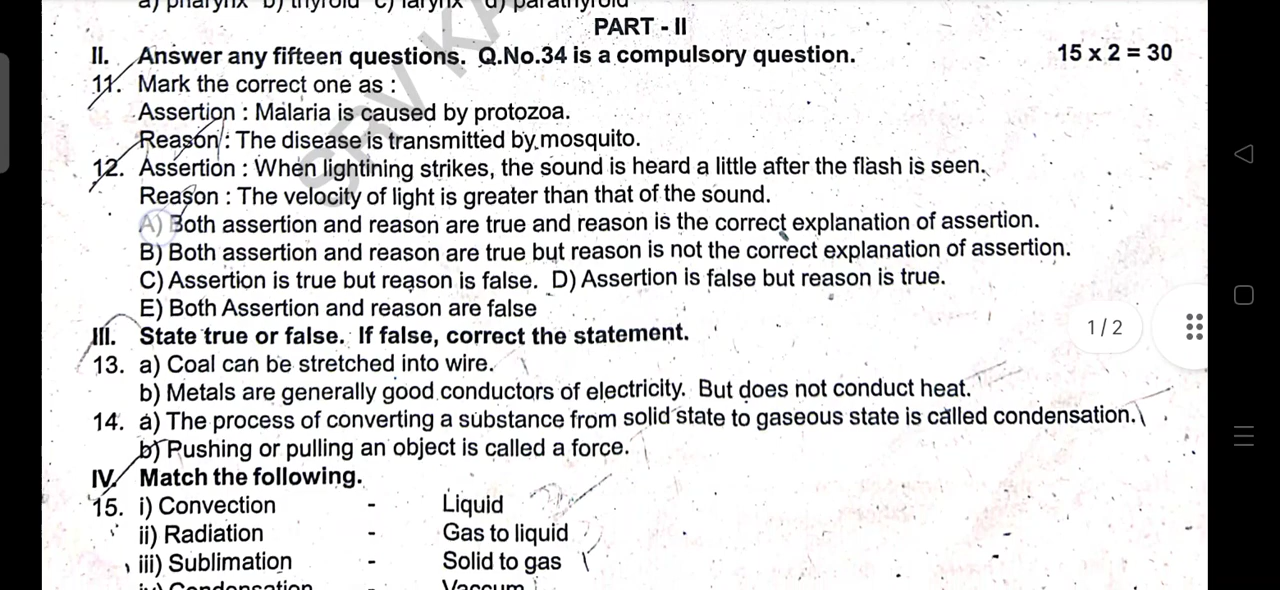 a) pharynx b) thyroid c) larynx d) parathyroid
PART - II
II. Answer any fifteen questions. Q.No.34 is a compulsory question. 15 x 2 = 30
11. Mark the correct one as :
Assertion : Malaria is caused by protozoa.
Reason : The disease is transmitted by mosquito.
12. Assertion : When lightining strikes, the sound is heard a little after the flash is seen.
Reason : The velocity of light is greater than that of the sound.
A) Both assertion and reason are true and reason is the correct explanation of assertion.
B) Both assertion and reason are true but reason is not the correct explanation of assertion.
C) Assertion is true but reason is false. D) Assertion is false but reason is true.
E) Both Assertion and reason are false
III. State true or false. If false, correct the statement.
1 / 2
13. a) Coal can be stretched into wire.
b) Metals are generally good conductors of electricity. But does not conduct heat.
14. a) The process of converting a substance from solid state to gaseous state is called condensation.
b) Pushing or pulling an object is called a force.
IV. Match the following.
15. i) Convection - Liquid
ii) Radiation - Gas to liquid
iii) Sublimation - Solid to gas
iv) Condensation Vaccum